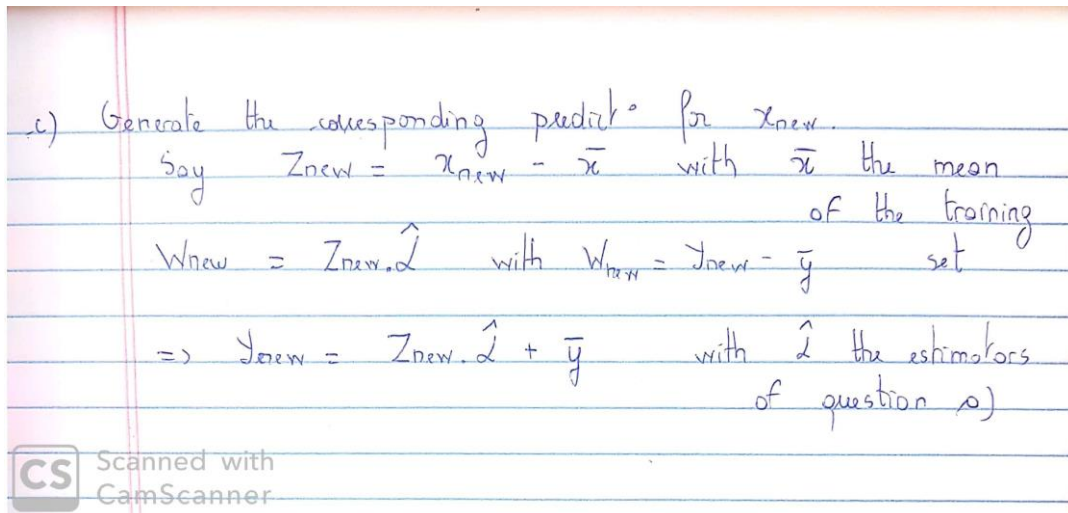 c) Generate the corresponding predict° for xnew.
Say Znew = xnew - x̄ with x̄ the mean
of the training
Wnew = Znew.α̂ with Wnew = Ynew - ȳ set
=> Ynew = Znew.α̂ + ȳ with α̂ the estimators
of question a)
CS Scanned with
CamScanner